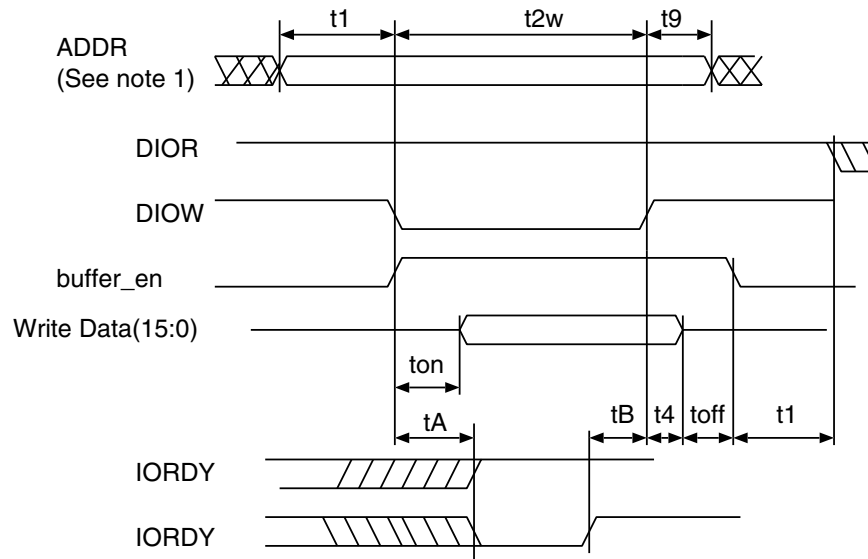 t1 t2w t9
ADDR
(See note 1)
DIOR
DIOW
buffer_en
Write Data(15:0)
ton
tA tB t4 toff t1
IORDY
IORDY